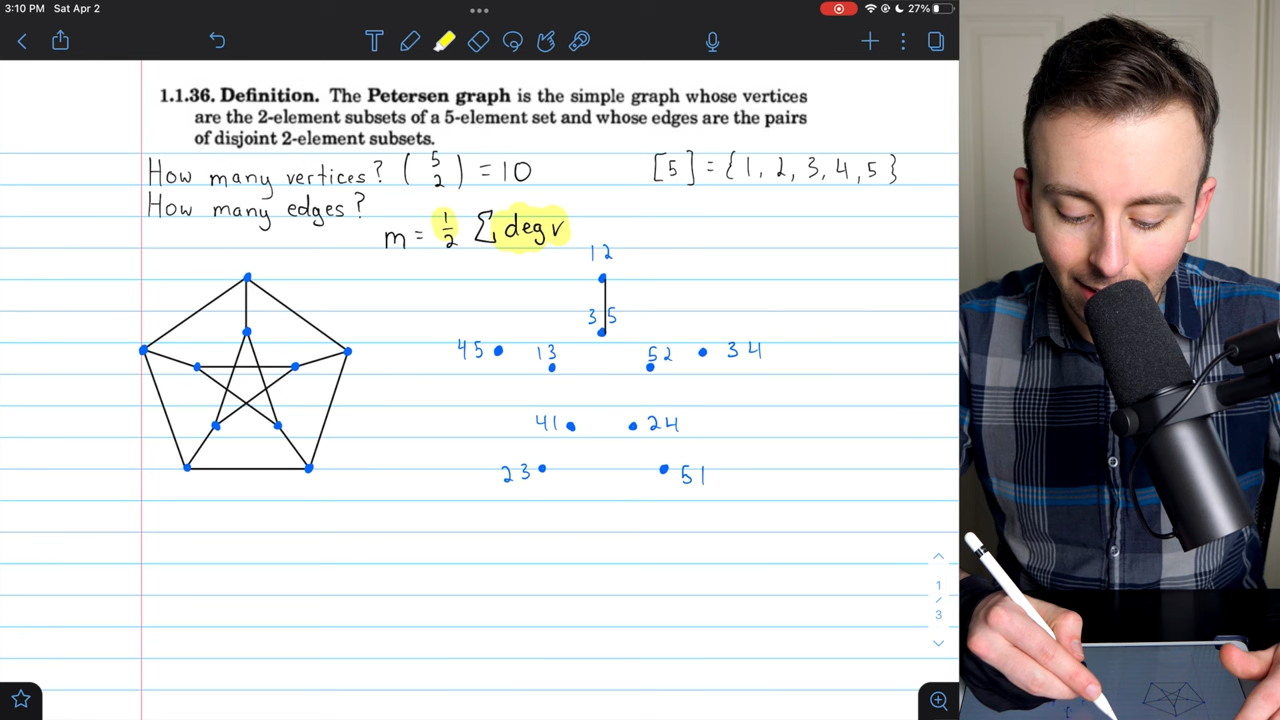 3:10 PM Sat Apr 2
27%
1.1.36. Definition. The Petersen graph is the simple graph whose vertices
are the 2-element subsets of a 5-element set and whose edges are the pairs
of disjoint 2-element subsets.
How many vertices? (5 2) = 10
[5] = {1, 2, 3, 4, 5}
How many edges?
m = 1/2 Σ deg v
12
35
45
13
52
34
41
24
23
51
1
/
3